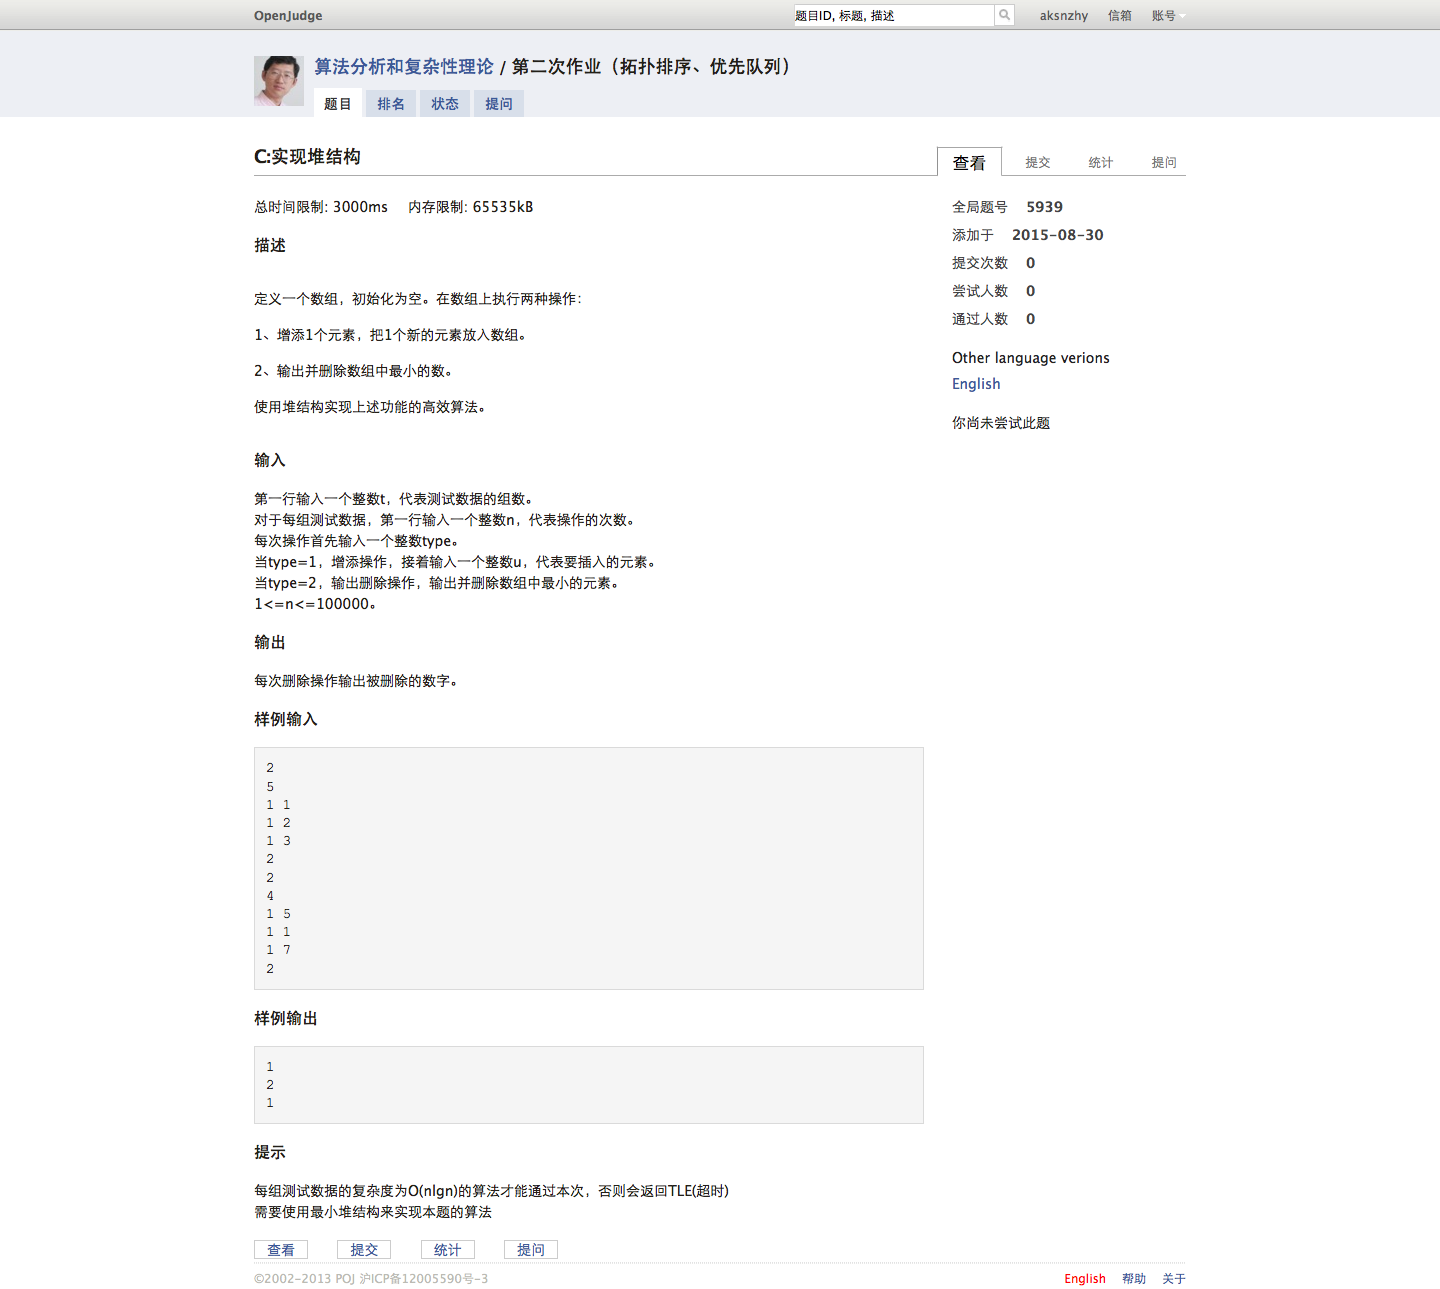 OpenJudge
题目ID, 标题, 描述
aksnzhy 信箱 账号
算法分析和复杂性理论 / 第二次作业（拓扑排序、优先队列）
题目 排名 状态 提问
C:实现堆结构
查看 提交 统计 提问
总时间限制: 3000ms 内存限制: 65535kB
描述
定义一个数组，初始化为空。在数组上执行两种操作：
1、增添1个元素，把1个新的元素放入数组。
2、输出并删除数组中最小的数。
使用堆结构实现上述功能的高效算法。
输入
第一行输入一个整数t，代表测试数据的组数。
对于每组测试数据，第一行输入一个整数n，代表操作的次数。
每次操作首先输入一个整数type。
当type=1，增添操作，接着输入一个整数u，代表要插入的元素。
当type=2，输出删除操作，输出并删除数组中最小的元素。
1<=n<=100000。
输出
每次删除操作输出被删除的数字。
样例输入
2
5
1 1
1 2
1 3
2
2
4
1 5
1 1
1 7
2
样例输出
1
2
1
提示
每组测试数据的复杂度为O(nlgn)的算法才能通过本次，否则会返回TLE(超时)
需要使用最小堆结构来实现本题的算法
查看 提交 统计 提问
全局题号 5939
添加于 2015-08-30
提交次数 0
尝试人数 0
通过人数 0
Other language verions
English
你尚未尝试此题
©2002-2013 POJ 沪ICP备12005590号-3
English 帮助 关于